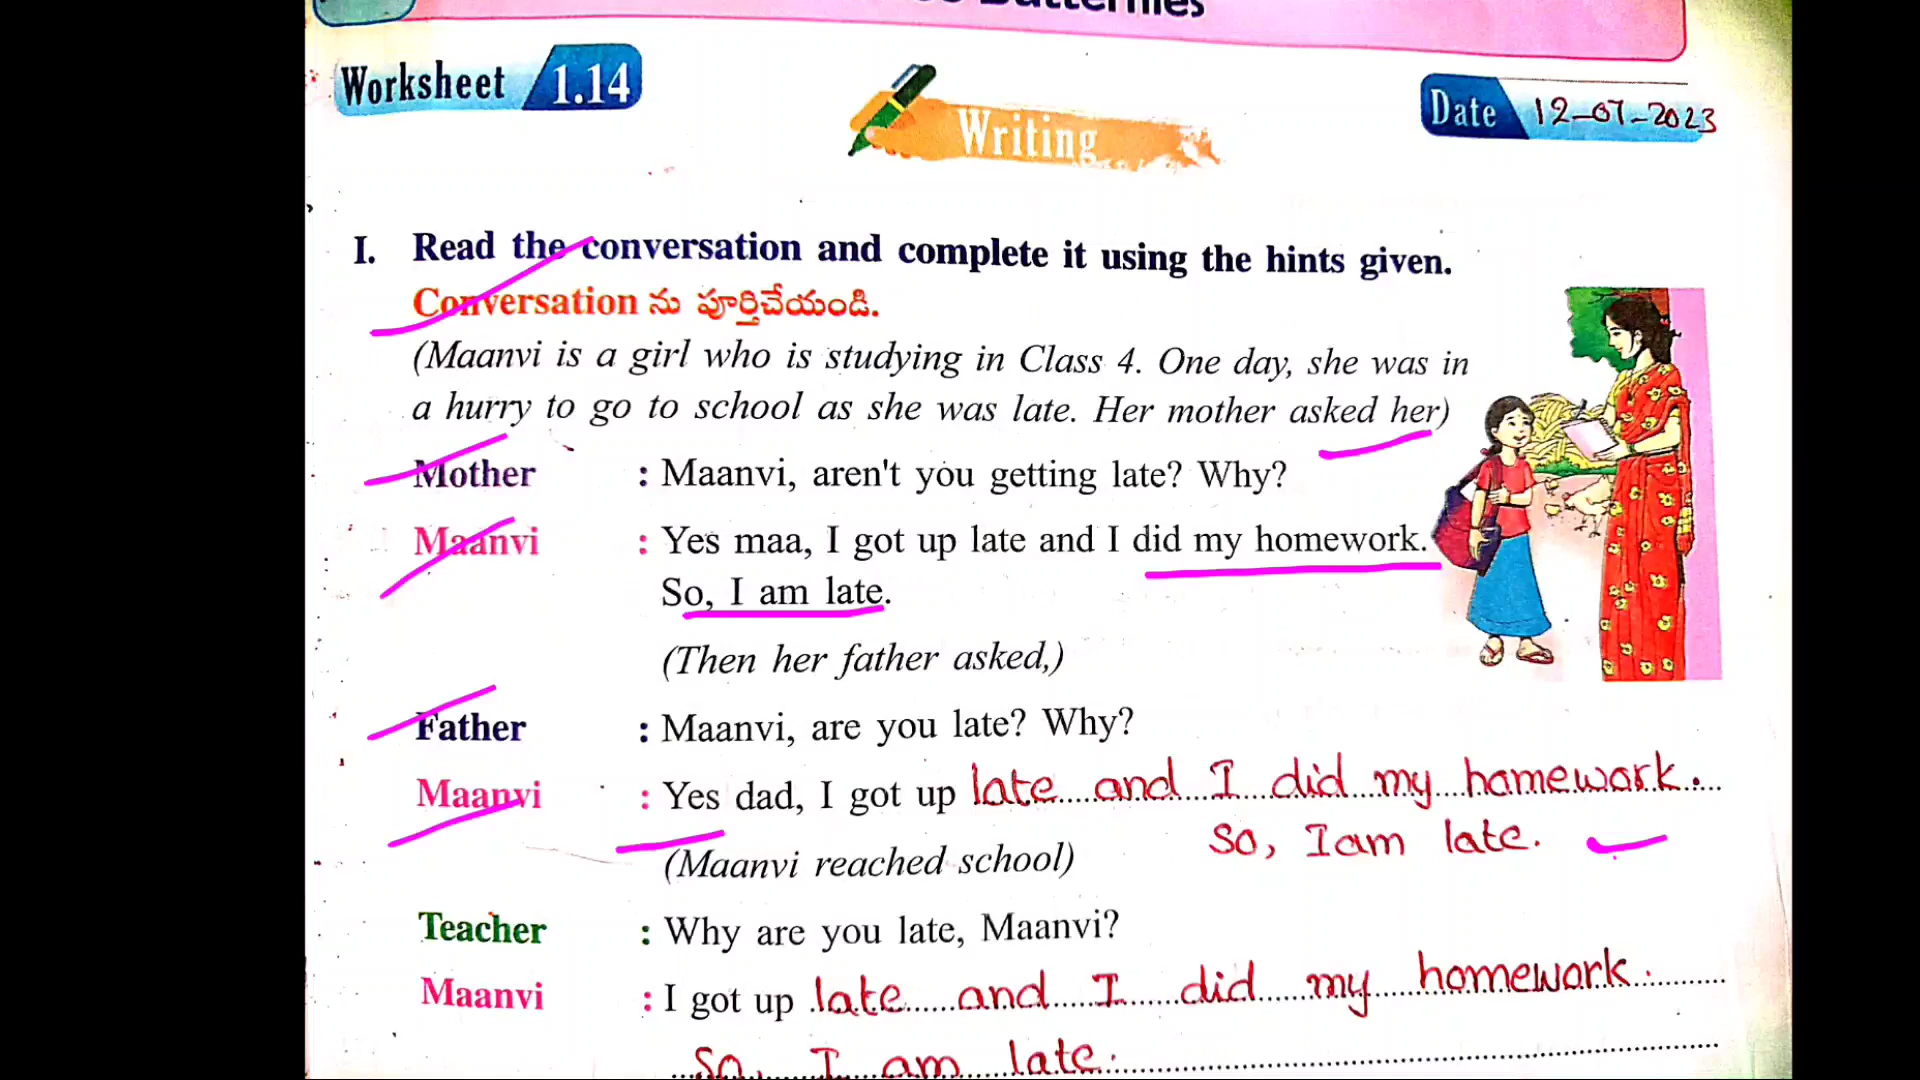 Worksheet 1.14
Writing
Date 12-07-2023
I. Read the conversation and complete it using the hints given.
Conversation ను పూర్తిచేయండి.
(Maanvi is a girl who is studying in Class 4. One day, she was in
a hurry to go to school as she was late. Her mother asked her)
Mother : Maanvi, aren't you getting late? Why?
Maanvi : Yes maa, I got up late and I did my homework.
So, I am late.
(Then her father asked,)
Father : Maanvi, are you late? Why?
Maanvi : Yes dad, I got up late and I did my homework.
So, I am late.
(Maanvi reached school)
Teacher : Why are you late, Maanvi?
Maanvi : I got up late and I did my homework.
So, I am late.